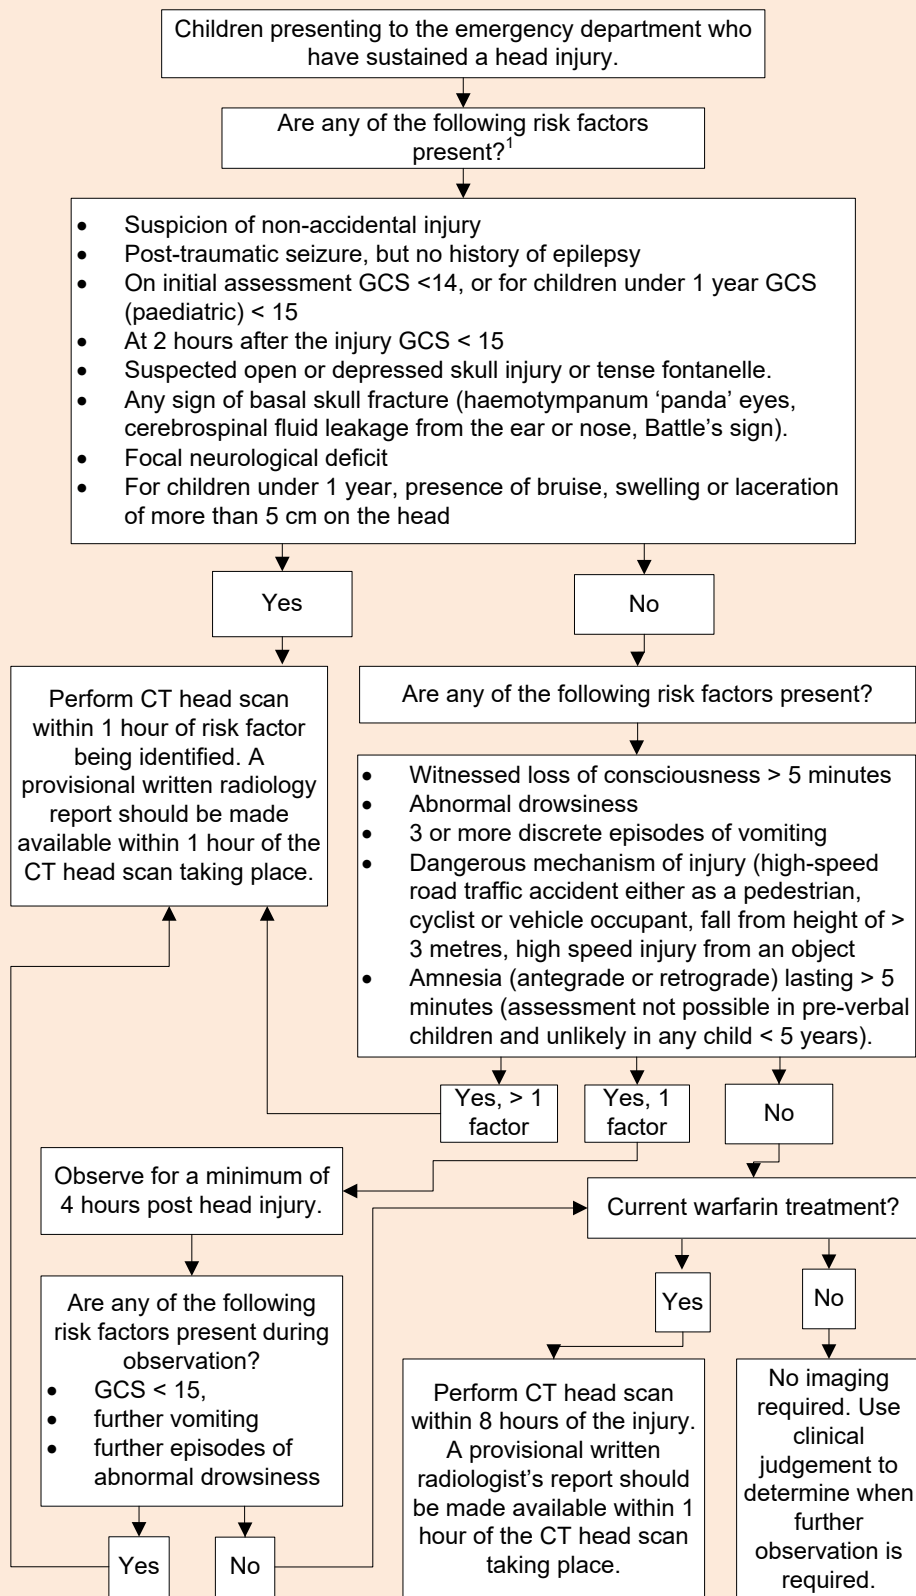 Children presenting to the emergency department who
have sustained a head injury.
Are any of the following risk factors
present?1
• Suspicion of non-accidental injury
• Post-traumatic seizure, but no history of epilepsy
• On initial assessment GCS <14, or for children under 1 year GCS
(paediatric) < 15
• At 2 hours after the injury GCS < 15
• Suspected open or depressed skull injury or tense fontanelle.
• Any sign of basal skull fracture (haemotympanum ‘panda’ eyes,
cerebrospinal fluid leakage from the ear or nose, Battle’s sign).
• Focal neurological deficit
• For children under 1 year, presence of bruise, swelling or laceration
of more than 5 cm on the head
Yes
No
Perform CT head scan
within 1 hour of risk factor
being identified. A
provisional written radiology
report should be made
available within 1 hour of the
CT head scan taking place.
Are any of the following risk factors present?
• Witnessed loss of consciousness > 5 minutes
• Abnormal drowsiness
• 3 or more discrete episodes of vomiting
• Dangerous mechanism of injury (high-speed
road traffic accident either as a pedestrian,
cyclist or vehicle occupant, fall from height of >
3 metres, high speed injury from an object
• Amnesia (antegrade or retrograde) lasting > 5
minutes (assessment not possible in pre-verbal
children and unlikely in any child < 5 years).
Yes, > 1
factor
Yes, 1
factor
No
Observe for a minimum of
4 hours post head injury.
Current warfarin treatment?
Are any of the following
risk factors present during
observation?
• GCS < 15,
• further vomiting
• further episodes of
abnormal drowsiness
Yes
No
Yes
No
Perform CT head scan
within 8 hours of the injury.
A provisional written
radiologist’s report should
be made available within 1
hour of the CT head scan
taking place.
No imaging
required. Use
clinical
judgement to
determine when
further
observation is
required.